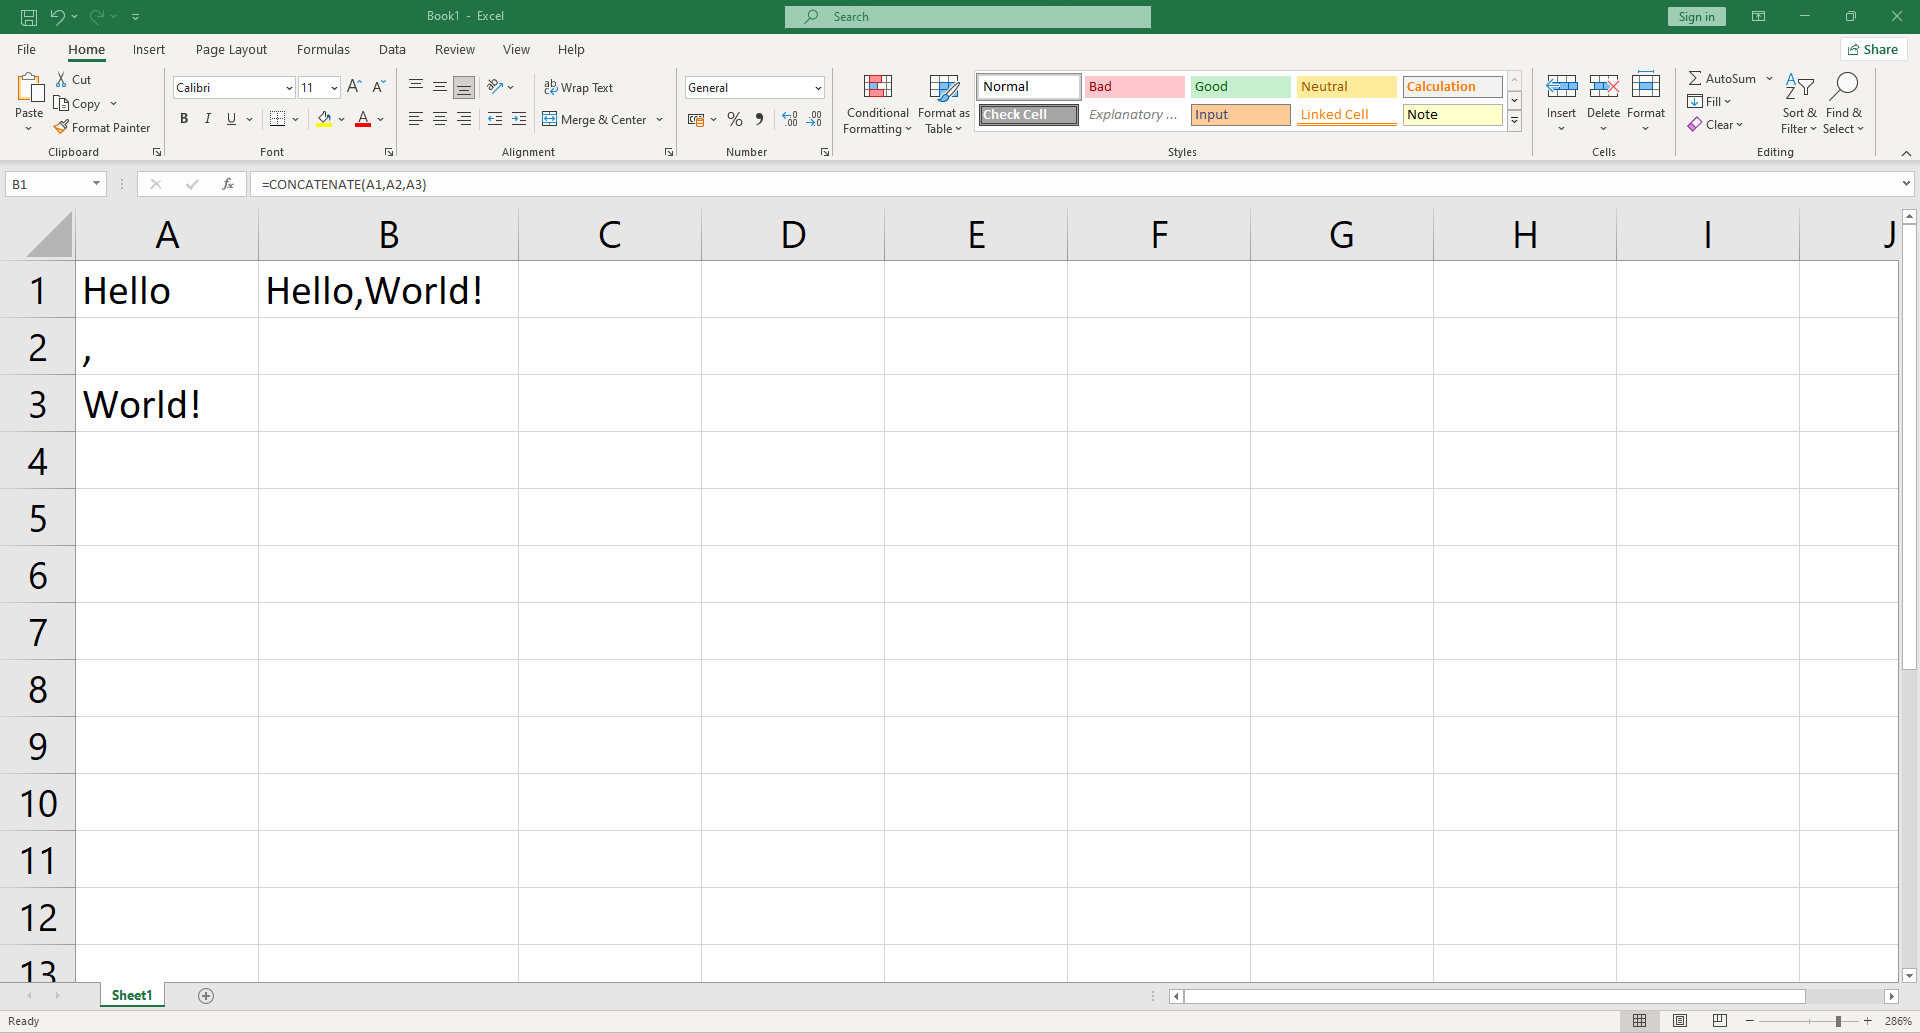 Book1 - Excel
Search
Sign in
File Home Insert Page Layout Formulas Data Review View Help
Share
Paste
Cut
Copy
Format Painter
Clipboard
Calibri 11
B I U
A
Font
Wrap Text
Merge & Center
Alignment
General
% 
Number
Conditional Formatting
Format as Table
Normal Bad Good Neutral Calculation
Check Cell Explanatory ... Input Linked Cell Note
Styles
Insert Delete Format
Cells
AutoSum
Fill
Clear
Sort & Filter
Find & Select
Editing
B1 fx =CONCATENATE(A1,A2,A3)
A B C D E F G H I J
1 Hello Hello,World!
2 ,
3 World!
4
5
6
7
8
9
10
11
12
13
Sheet1
Ready
286%